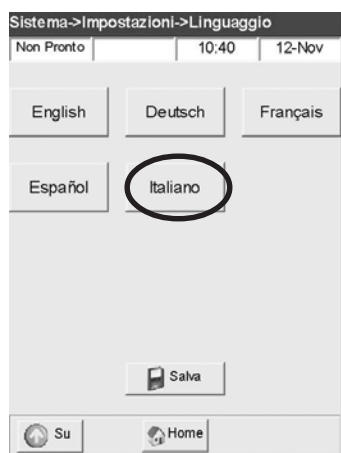 Sistema->Impostazioni->Linguaggio
Non Pronto 10:40 12-Nov
English Deutsch Français
Español Italiano
Salva
Su Home